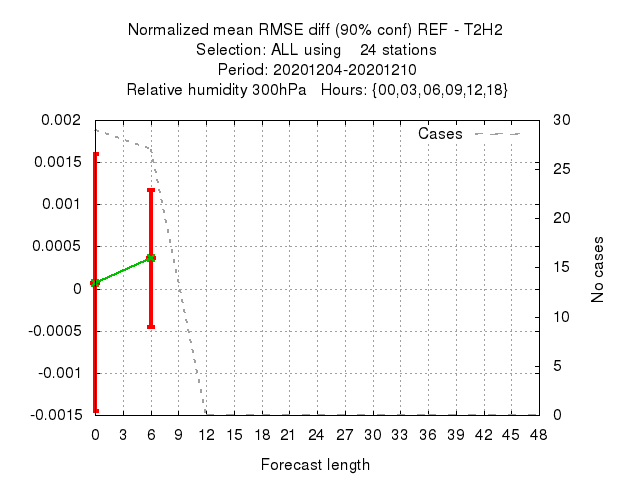 Normalized mean RMSE diff (90% conf) REF - T2H2
Selection: ALL using    24 stations
Period: 20201204-20201210
Relative humidity 300hPa   Hours: {00,03,06,09,12,18}
Cases
0.002
0.0015
0.001
0.0005
0
-0.0005
-0.001
-0.0015
30
25
20
15
10
5
0
No cases
0 3 6 9 12 15 18 21 24 27 30 33 36 39 42 45 48
Forecast length